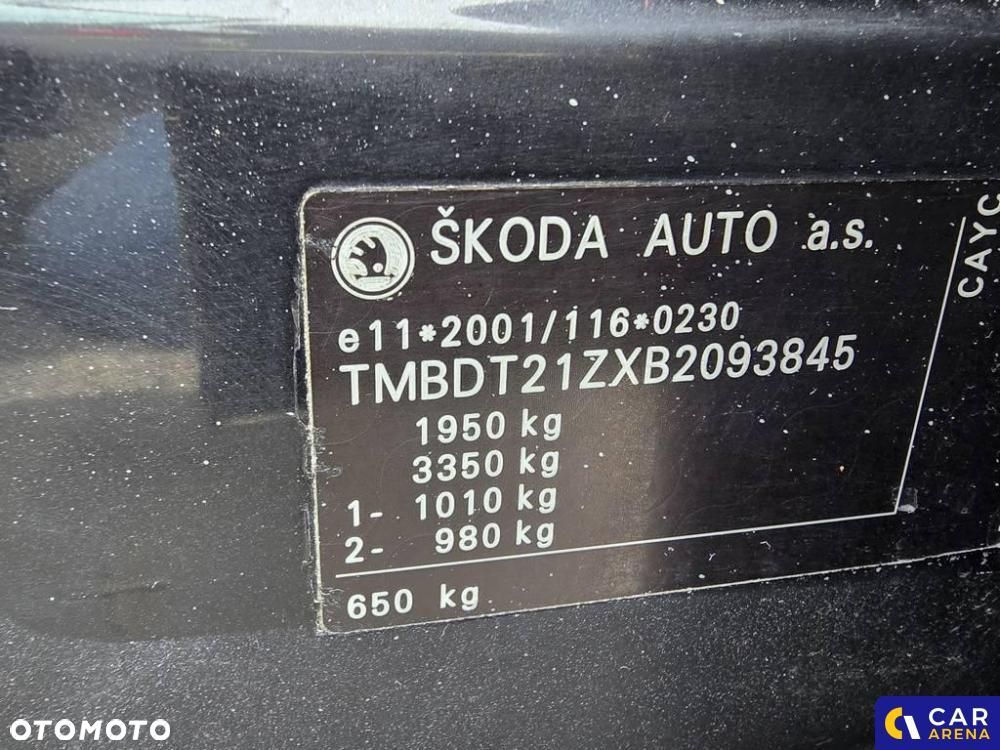 ŠKODA AUTO a.s.
e11*2001/116*0230
TMBDT21ZXB2093845
1950 kg
3350 kg
1- 1010 kg
2- 980 kg
650 kg
CAYC
OTOMOTO
CAR
ARENA